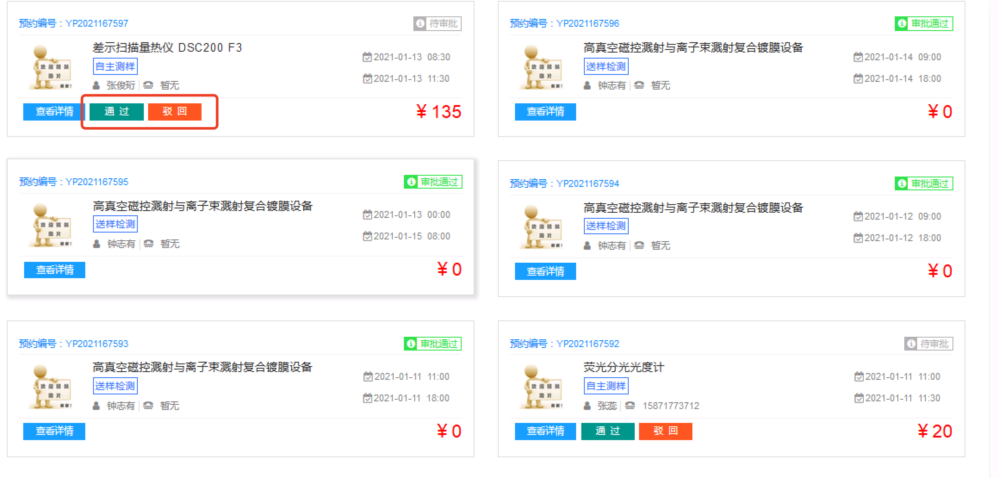 预约编号：YP2021167597
待审批
差示扫描量热仪 DSC200 F3
自主测样
张俊珩 暂无
2021-01-13 08:30
2021-01-13 11:30
查看详情 通过 驳回
¥ 135
预约编号：YP2021167596
审批通过
高真空磁控溅射与离子束溅射复合镀膜设备
送样检测
钟志有 暂无
2021-01-14 09:00
2021-01-14 18:00
查看详情
¥ 0
预约编号：YP2021167595
审批通过
高真空磁控溅射与离子束溅射复合镀膜设备
送样检测
钟志有 暂无
2021-01-13 00:00
2021-01-15 08:00
查看详情
¥ 0
预约编号：YP2021167594
审批通过
高真空磁控溅射与离子束溅射复合镀膜设备
送样检测
钟志有 暂无
2021-01-12 09:00
2021-01-12 18:00
查看详情
¥ 0
预约编号：YP2021167593
审批通过
高真空磁控溅射与离子束溅射复合镀膜设备
送样检测
钟志有 暂无
2021-01-11 11:00
2021-01-11 18:00
查看详情
¥ 0
预约编号：YP2021167592
待审批
荧光分光光度计
自主测样
张蕊 15871773712
2021-01-11 11:00
2021-01-11 11:30
查看详情 通过 驳回
¥ 20